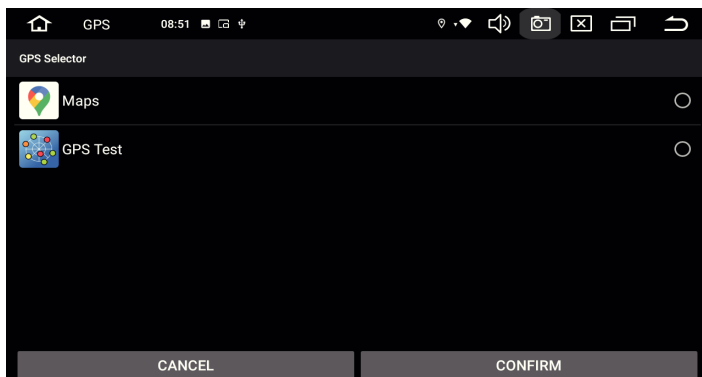 GPS 08:51
GPS Selector
Maps
GPS Test
CANCEL CONFIRM